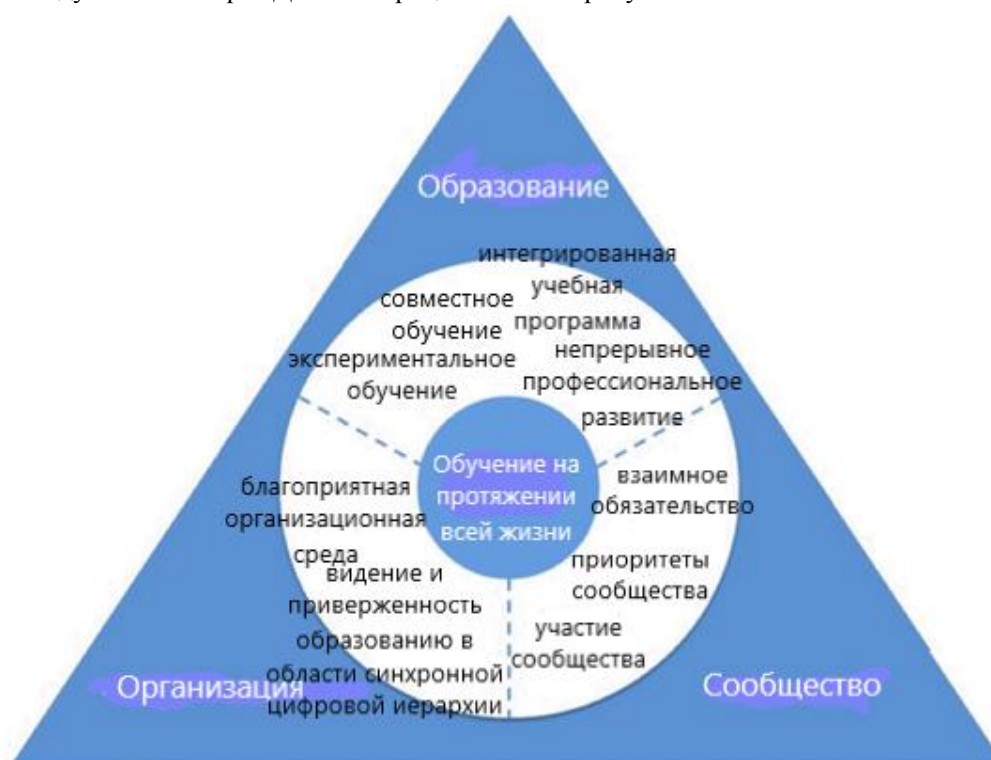 Образование
интегрированная
учебная
программа
совместное
обучение
экспериментальное
обучение
непрерывное
профессиональное
развитие
Обучение на
протяжении
всей жизни
благоприятная
организационная
среда
видение и
приверженность
образованию в
области синхронной
цифровой иерархии
взаимное
обязательство
приоритеты
сообщества
участие
сообщества
Организация
Сообщество